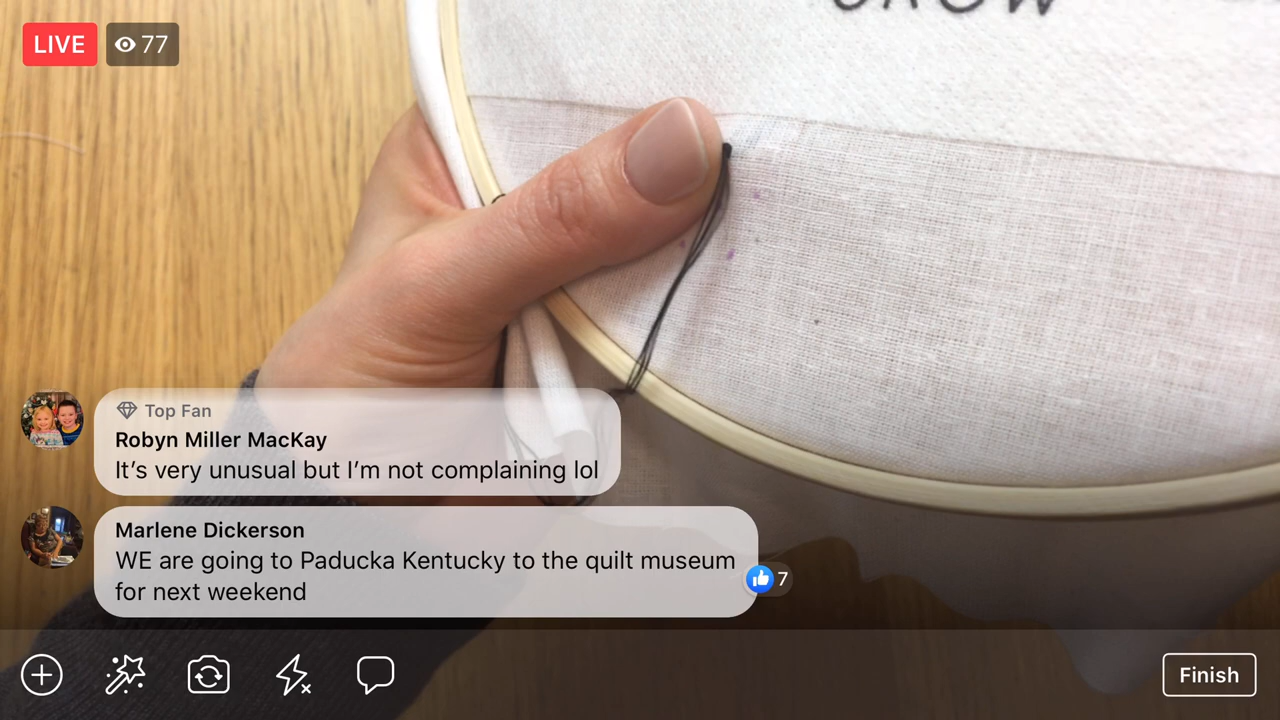 LIVE 77
Top Fan
Robyn Miller MacKay
It’s very unusual but I’m not complaining lol
Marlene Dickerson
WE are going to Paducka Kentucky to the quilt museum
for next weekend
7
Finish